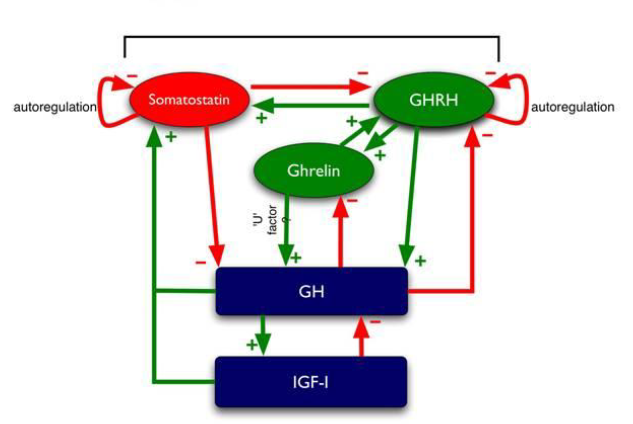 - -  -
Somatostatin GHRH
autoregulation autoregulation
+ + + -
+
Ghrelin
-
'U'
factor
?
- + +
GH
+ -
IGF-I